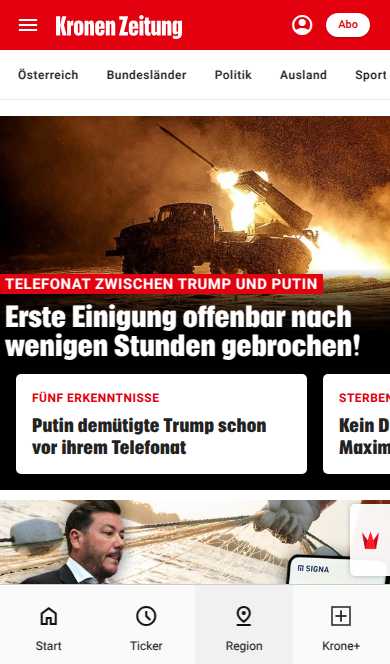 Kronen Zeitung
Abo
Österreich Bundesländer Politik Ausland Sport
TELEFONAT ZWISCHEN TRUMP UND PUTIN
Erste Einigung offenbar nach
wenigen Stunden gebrochen!
FÜNF ERKENNTNISSE
Putin demütigte Trump schon
vor ihrem Telefonat
STERBEN
Kein D
Maxim
SIGNA
Start Ticker Region Krone+